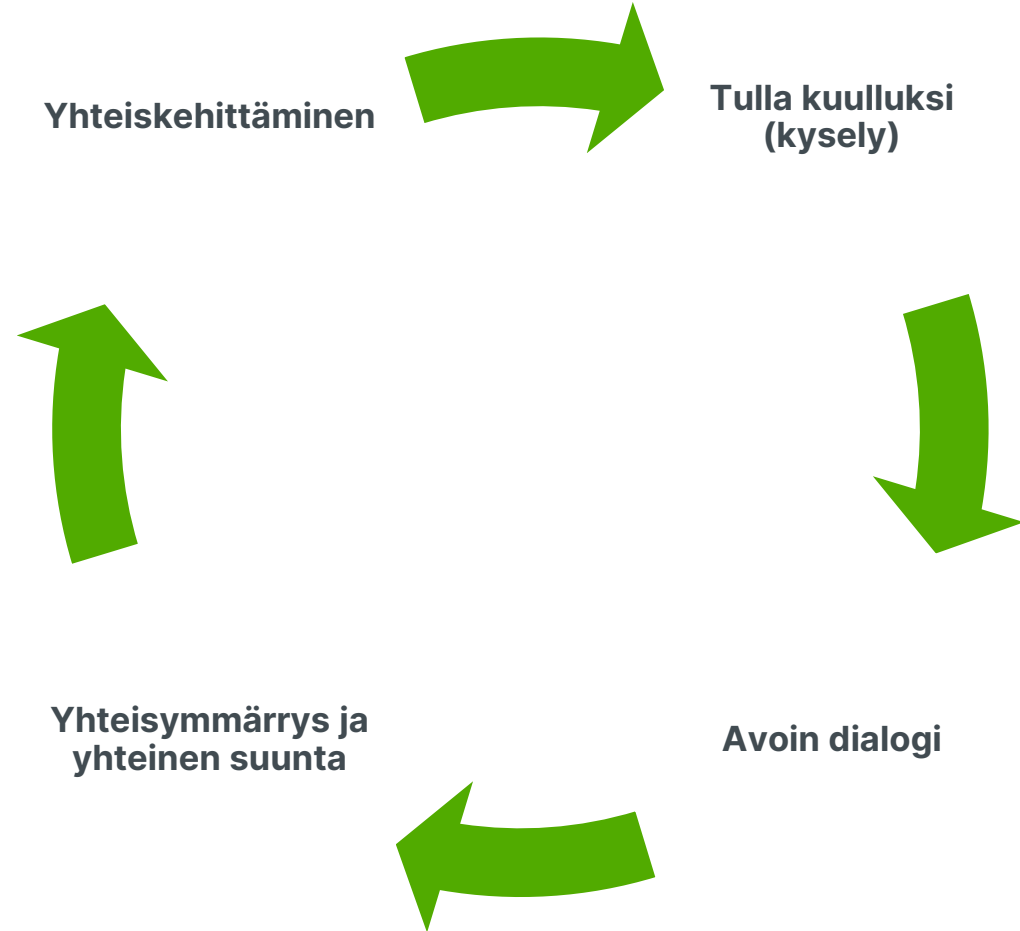 Yhteiskehittäminen
Tulla kuulluksi
(kysely)
Yhteisymmärrys ja
yhteinen suunta
Avoin dialogi